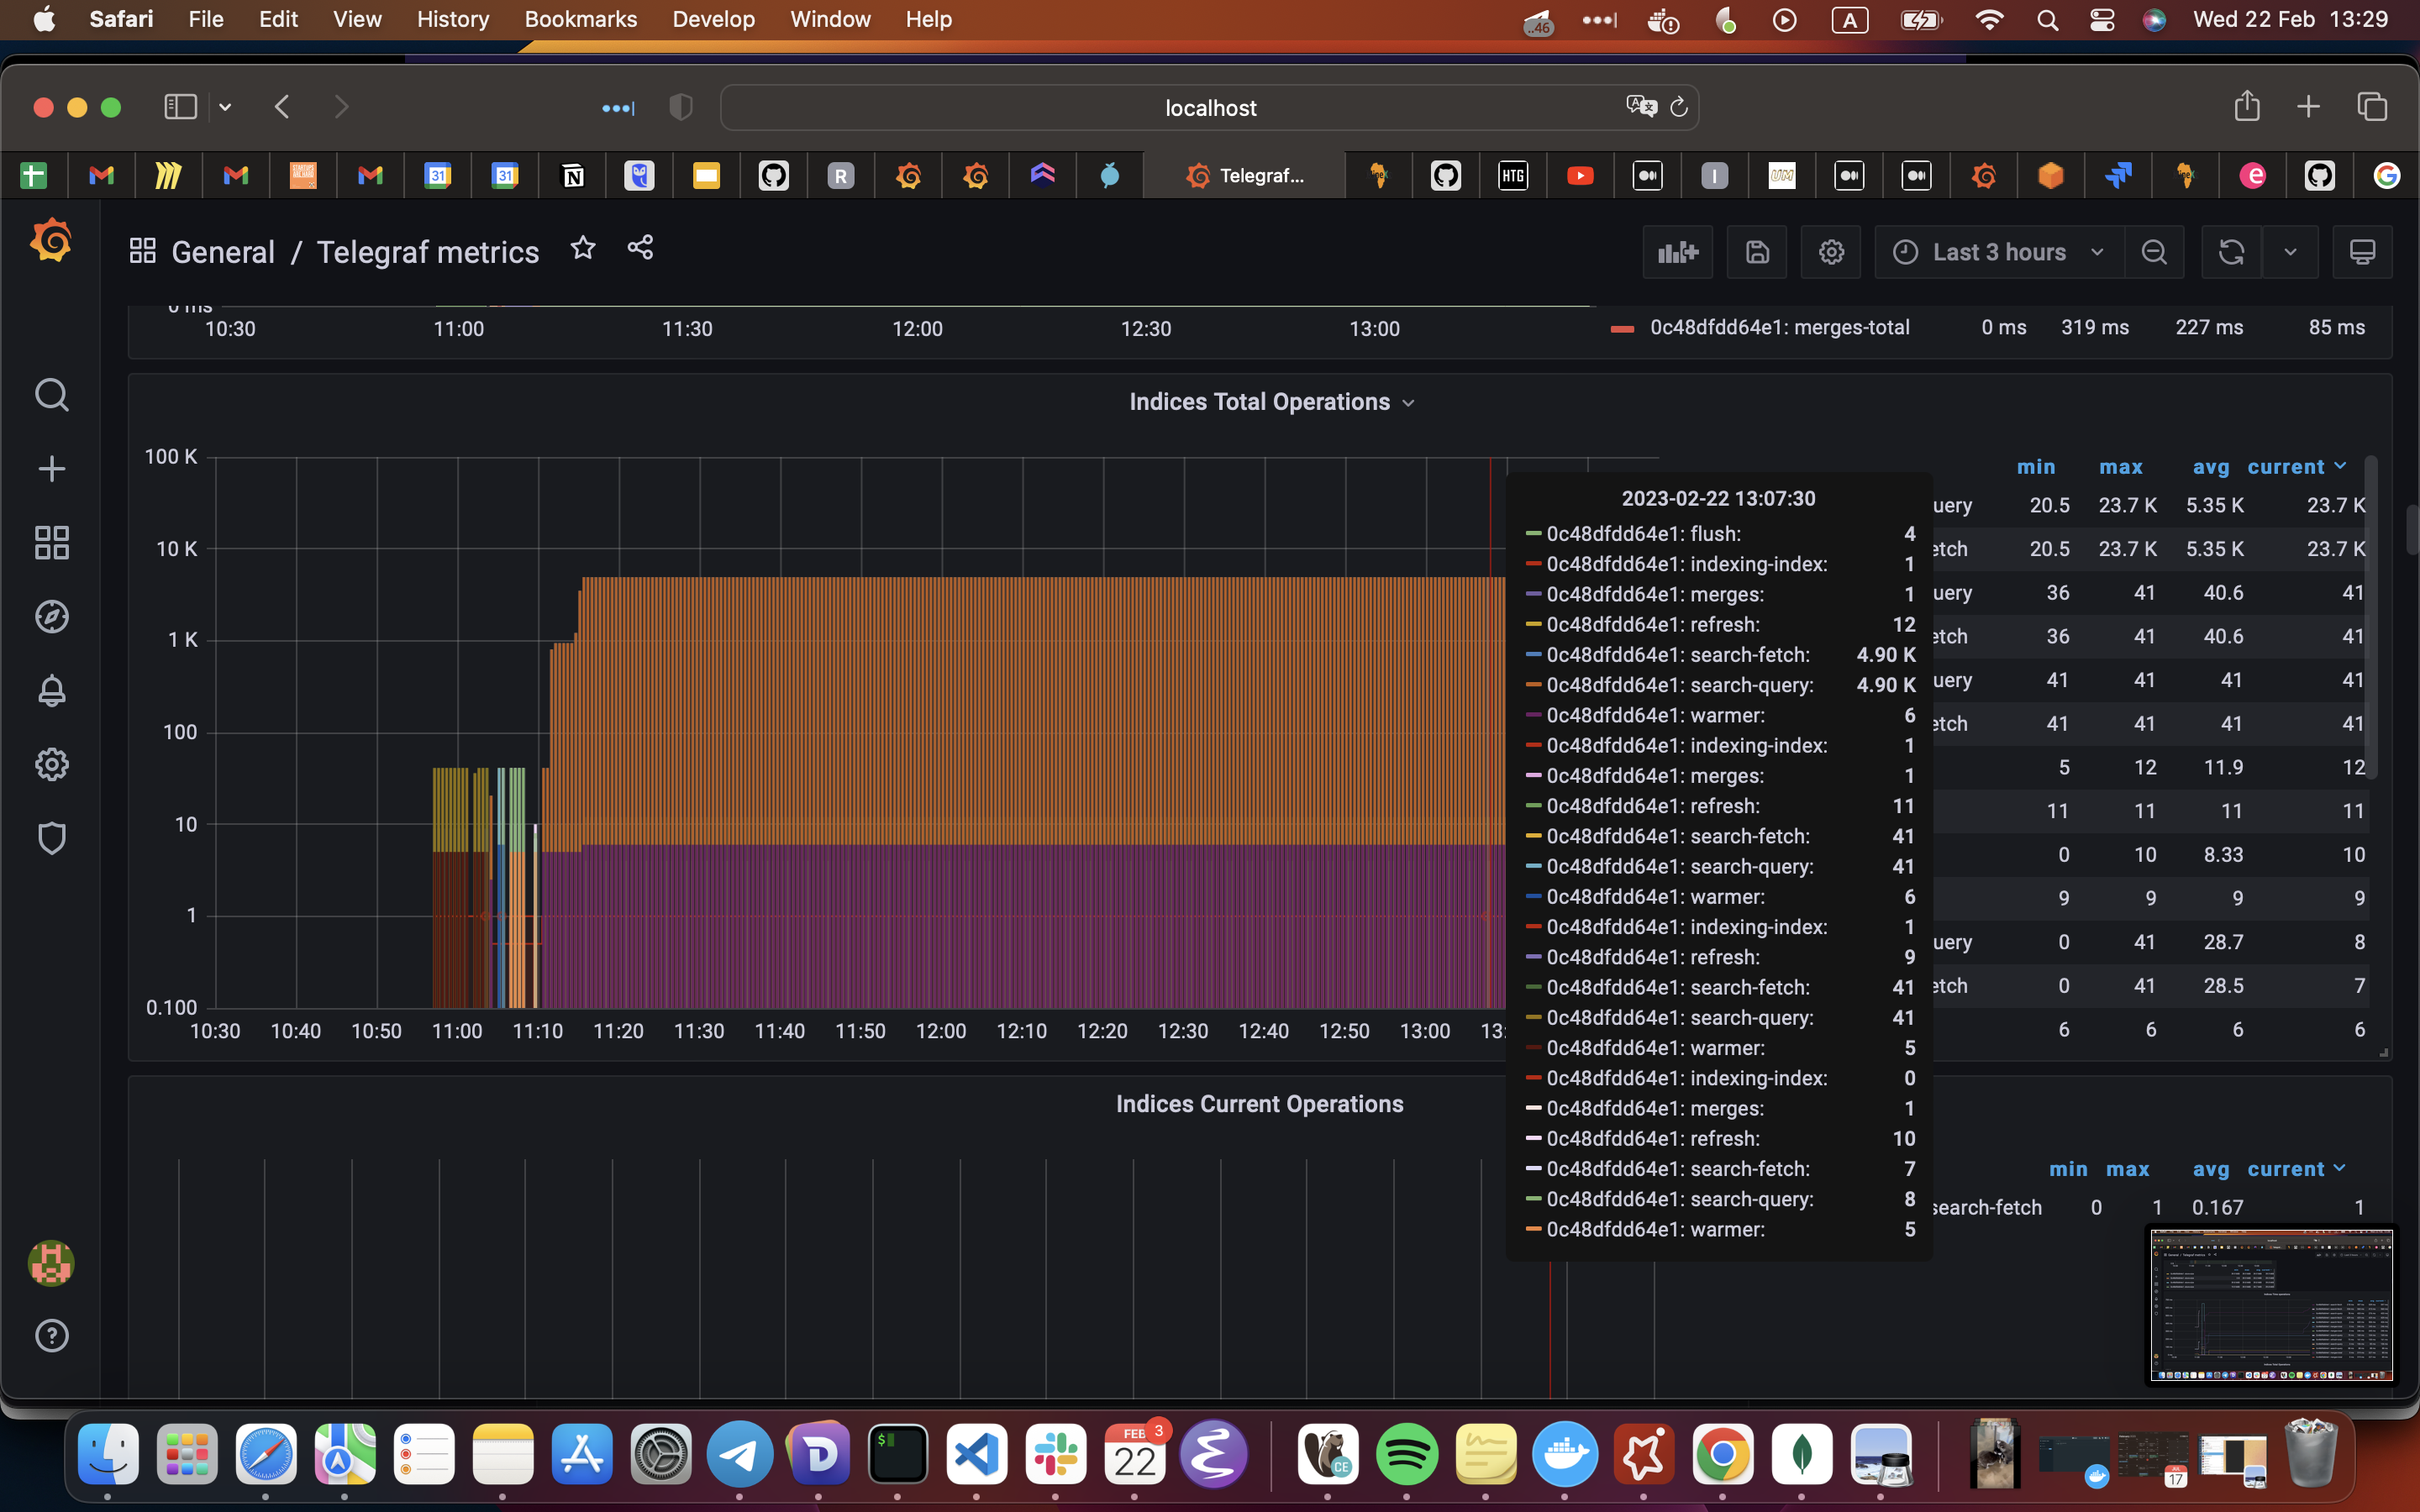 Safari File Edit View History Bookmarks Develop Window Help
..46
A
Wed 22 Feb 13:29
localhost
31
31
R
Telegraf...
HTG
I
UM
General / Telegraf metrics
Last 3 hours
0 ms
10:30 11:00 11:30 12:00 12:30 13:00
0c48dfdd64e1: merges-total 0 ms 319 ms 227 ms 85 ms
Indices Total Operations
100 K
10 K
1 K
100
10
1
0.100
10:30 10:40 10:50 11:00 11:10 11:20 11:30 11:40 11:50 12:00 12:10 12:20 12:30 12:40 12:50 13:00 13:
2023-02-22 13:07:30
0c48dfdd64e1: flush: 4
0c48dfdd64e1: indexing-index: 1
0c48dfdd64e1: merges: 1
0c48dfdd64e1: refresh: 12
0c48dfdd64e1: search-fetch: 4.90 K
0c48dfdd64e1: search-query: 4.90 K
0c48dfdd64e1: warmer: 6
0c48dfdd64e1: indexing-index: 1
0c48dfdd64e1: merges: 1
0c48dfdd64e1: refresh: 11
0c48dfdd64e1: search-fetch: 41
0c48dfdd64e1: search-query: 41
0c48dfdd64e1: warmer: 6
0c48dfdd64e1: indexing-index: 1
0c48dfdd64e1: refresh: 9
0c48dfdd64e1: search-fetch: 41
0c48dfdd64e1: search-query: 41
0c48dfdd64e1: warmer: 5
0c48dfdd64e1: indexing-index: 0
0c48dfdd64e1: merges: 1
0c48dfdd64e1: refresh: 10
0c48dfdd64e1: search-fetch: 7
0c48dfdd64e1: search-query: 8
0c48dfdd64e1: warmer: 5
min max avg current
uery 20.5 23.7 K 5.35 K 23.7 K
etch 20.5 23.7 K 5.35 K 23.7 K
uery 36 41 40.6 41
etch 36 41 40.6 41
uery 41 41 41 41
etch 41 41 41 41
5 12 11.9 12
11 11 11 11
0 10 8.33 10
9 9 9 9
uery 0 41 28.7 8
etch 0 41 28.5 7
6 6 6 6
Indices Current Operations
min max avg current
search-fetch 0 1 0.167 1
FEB 3
22
CE
17